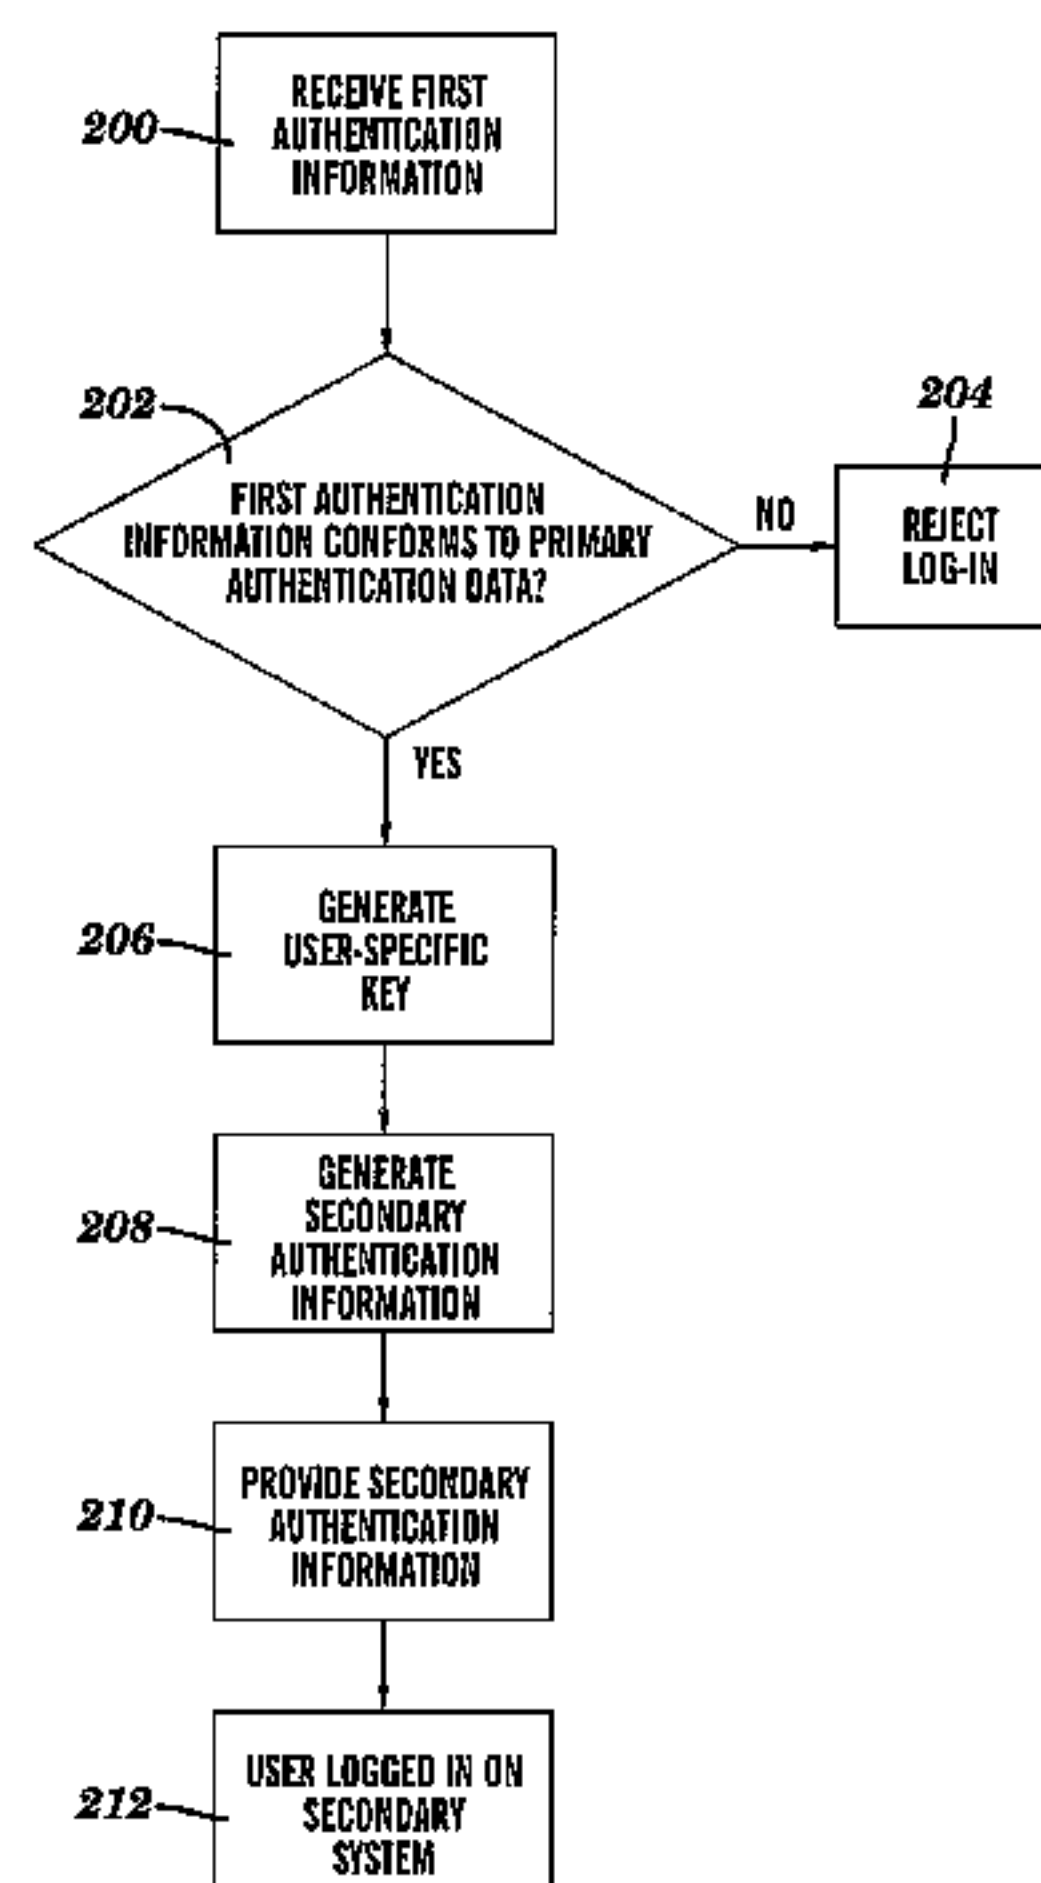 RECEIVE FIRST
AUTHENTICATION
INFORMATION
200
202
FIRST AUTHENTICATION
INFORMATION CONFORMS TO PRIMARY
AUTHENTICATION DATA?
NO
204
REJECT
LOG-IN
YES
206
GENERATE
USER-SPECIFIC
KEY
208
GENERATE
SECONDARY
AUTHENTICATION
INFORMATION
210
PROVIDE SECONDARY
AUTHENTICATION
INFORMATION
212
USER LOGGED IN ON
SECONDARY
SYSTEM